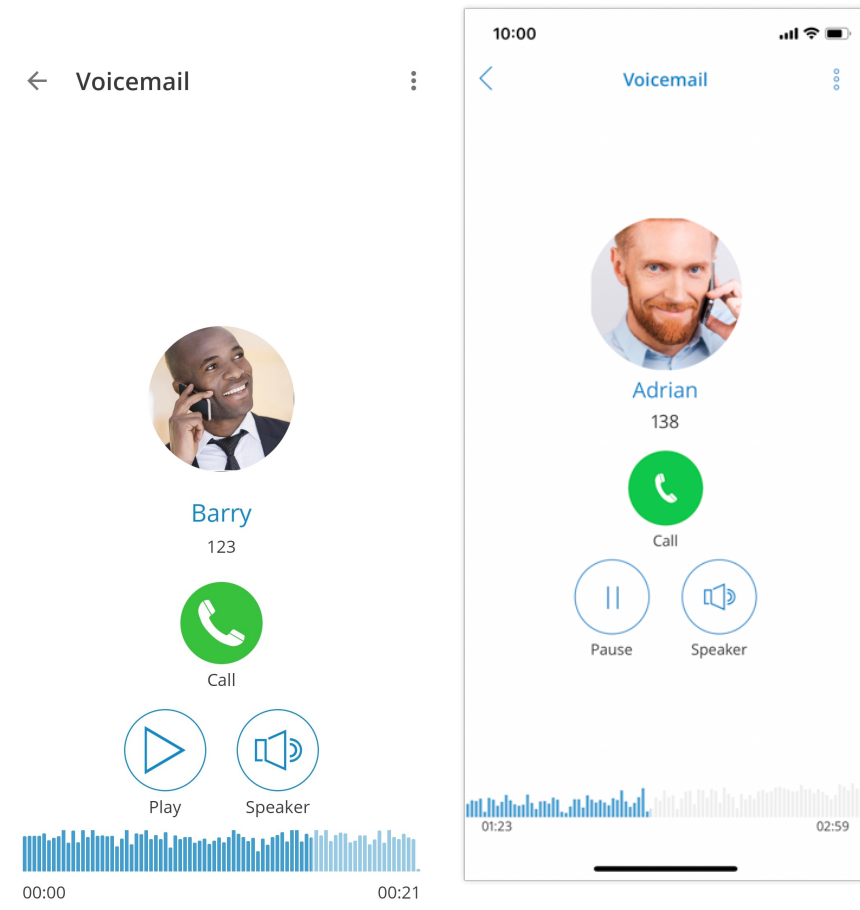 Voicemail
Barry
123
Call
Play Speaker
00:00 00:21
10:00
Voicemail
Adrian
138
Call
Pause Speaker
01:23 02:59